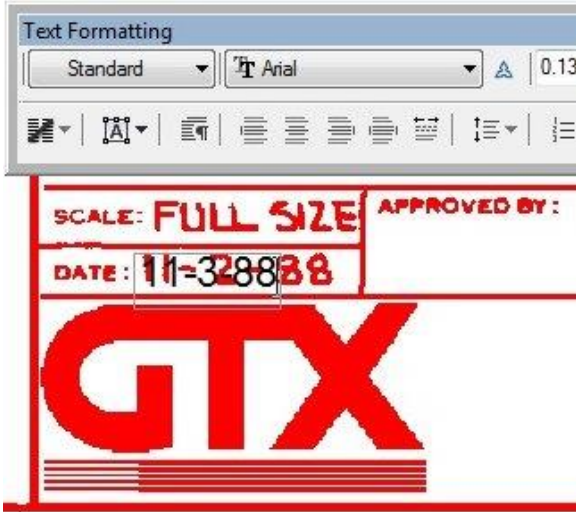 Text Formatting
Standard Arial 0.13
SCALE: FULL SIZE APPROVED BY:
DATE: 11-3-88
GTX